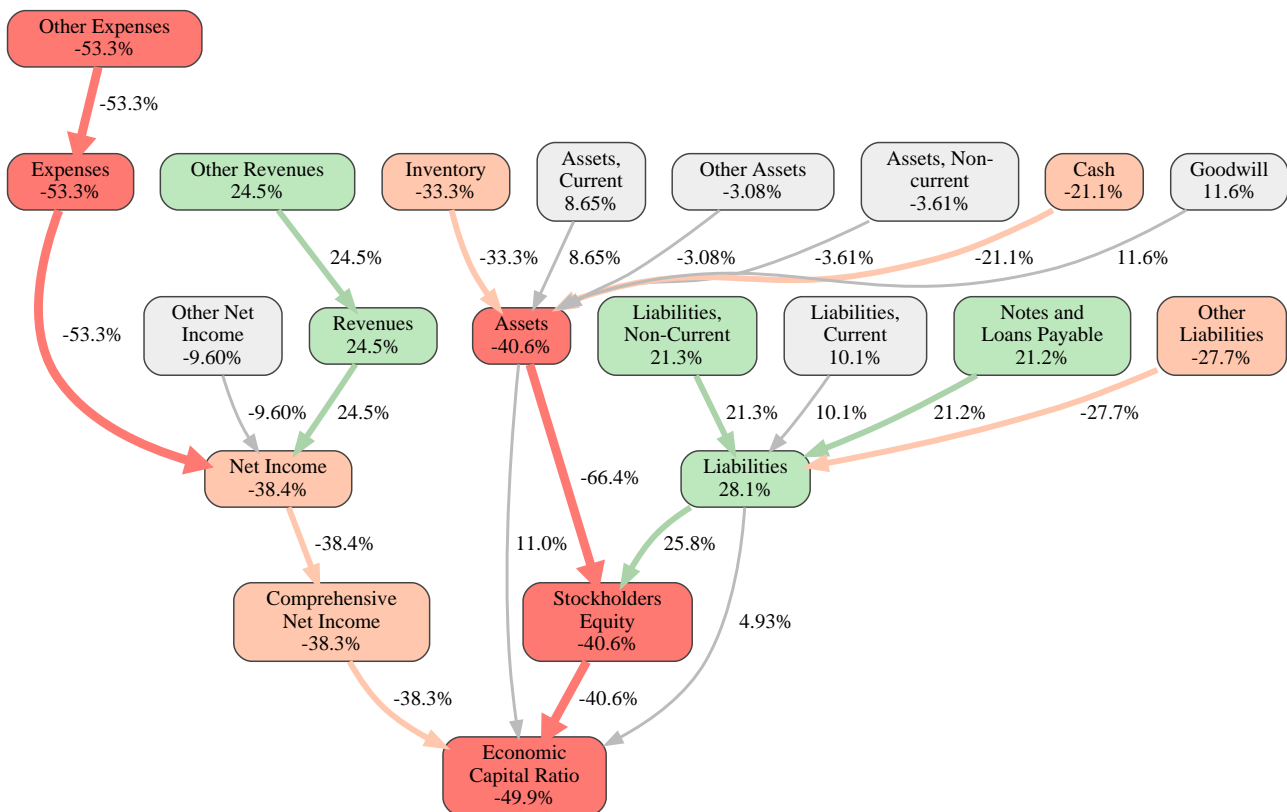 Other Expenses
-53.3%
-53.3%
Expenses
-53.3%
Other Revenues
24.5%
Inventory
-33.3%
Assets,
Current
8.65%
Other Assets
-3.08%
Assets, Non-
current
-3.61%
Cash
-21.1%
Goodwill
11.6%
24.5%
-33.3%
8.65%
-3.08%
-3.61%
-21.1%
11.6%
-53.3%
Other Net
Income
-9.60%
Revenues
24.5%
Assets
-40.6%
Liabilities,
Non-Current
21.3%
Liabilities,
Current
10.1%
Notes and
Loans Payable
21.2%
Other
Liabilities
-27.7%
-9.60%
24.5%
21.3%
10.1%
21.2%
-27.7%
Net Income
-38.4%
-66.4%
Liabilities
28.1%
-38.4%
11.0%
25.8%
Comprehensive
Net Income
-38.3%
Stockholders
Equity
-40.6%
4.93%
-38.3%
-40.6%
Economic
Capital Ratio
-49.9%